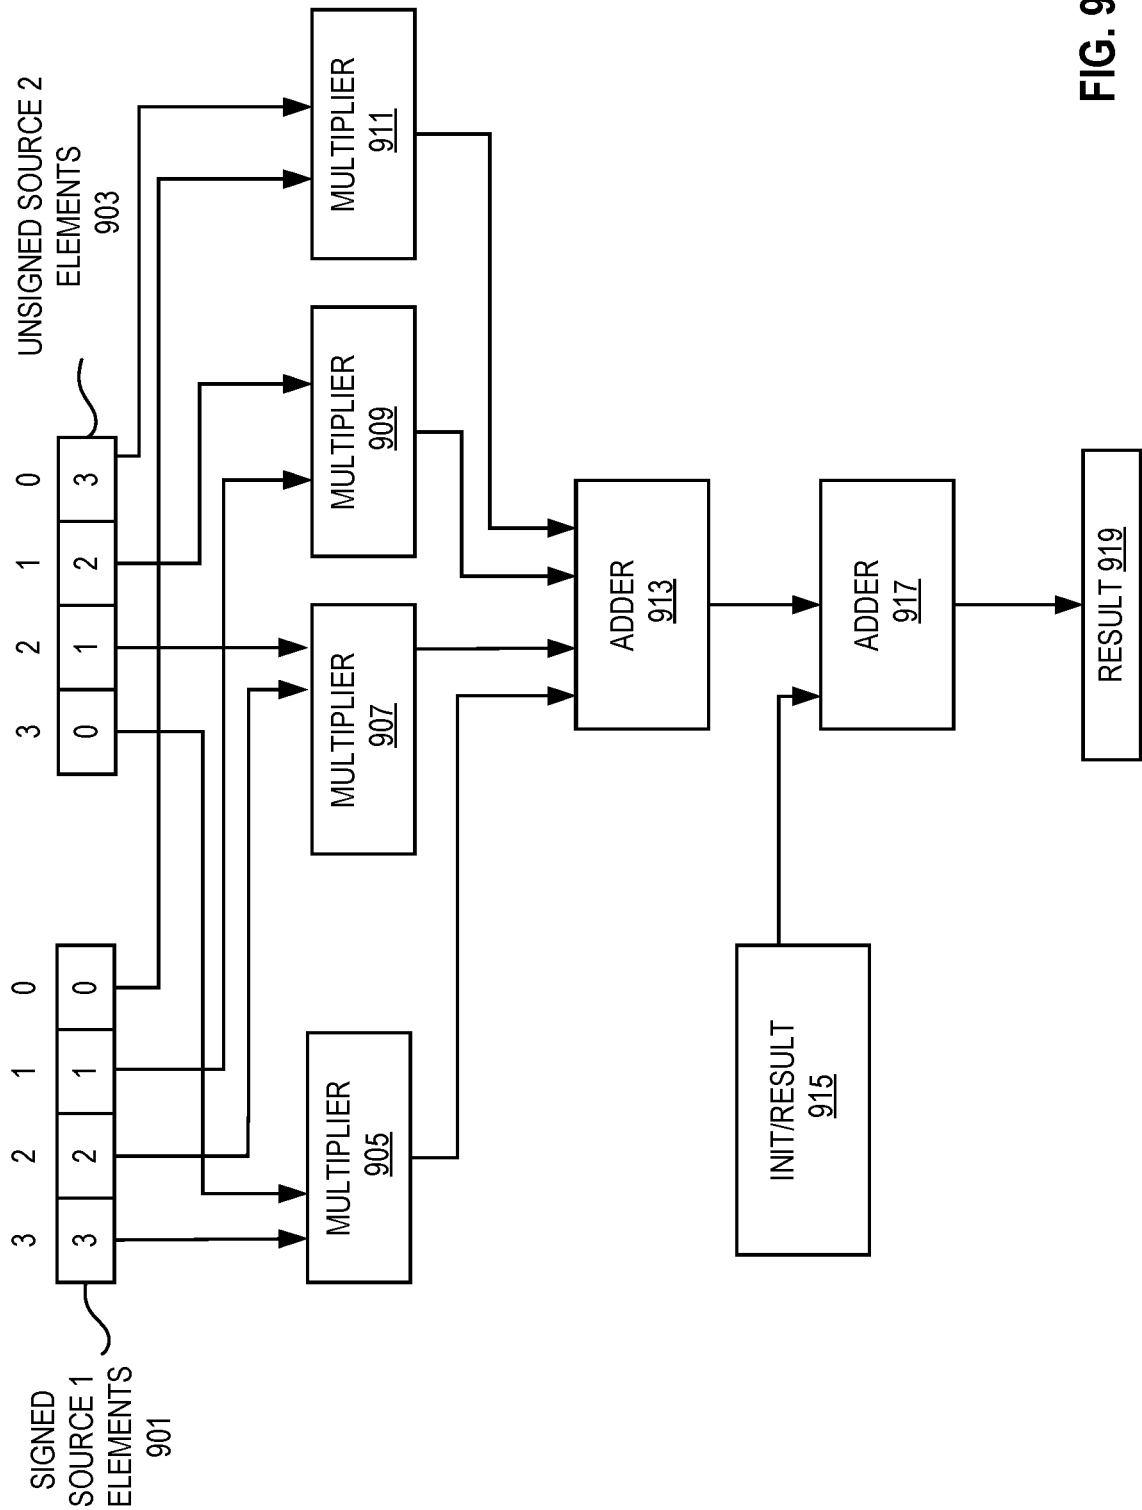 SIGNED
SOURCE 1
ELEMENTS
901
3 2 1 0
3 2 1 0
3 2 1 0
0 1 2 3
UNSIGNED SOURCE 2
ELEMENTS
903
MULTIPLIER
905
MULTIPLIER
907
MULTIPLIER
909
MULTIPLIER
911
ADDER
913
INIT/RESULT
915
ADDER
917
RESULT 919
FIG. 9